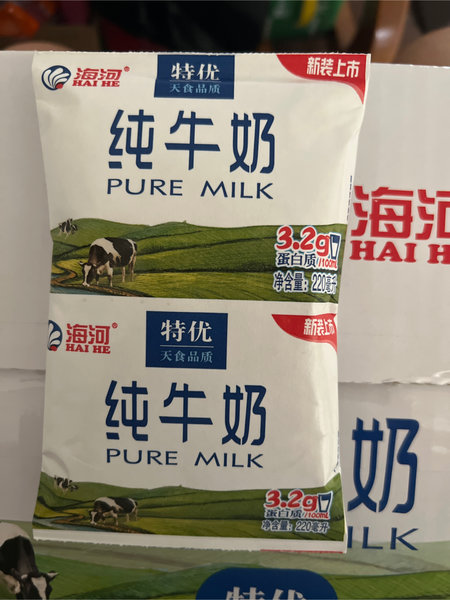 海河®
HAI HE
特优
天食品质
新装上市
纯牛奶
PURE MILK
3.2g
蛋白质/100mL
净含量：220毫升
海河®
HAI HE
特优
天食品质
新装上市
纯牛奶
PURE MILK
3.2g
蛋白质/100mL
净含量：220毫升
海河
HAI HE
奶
ILK
特优